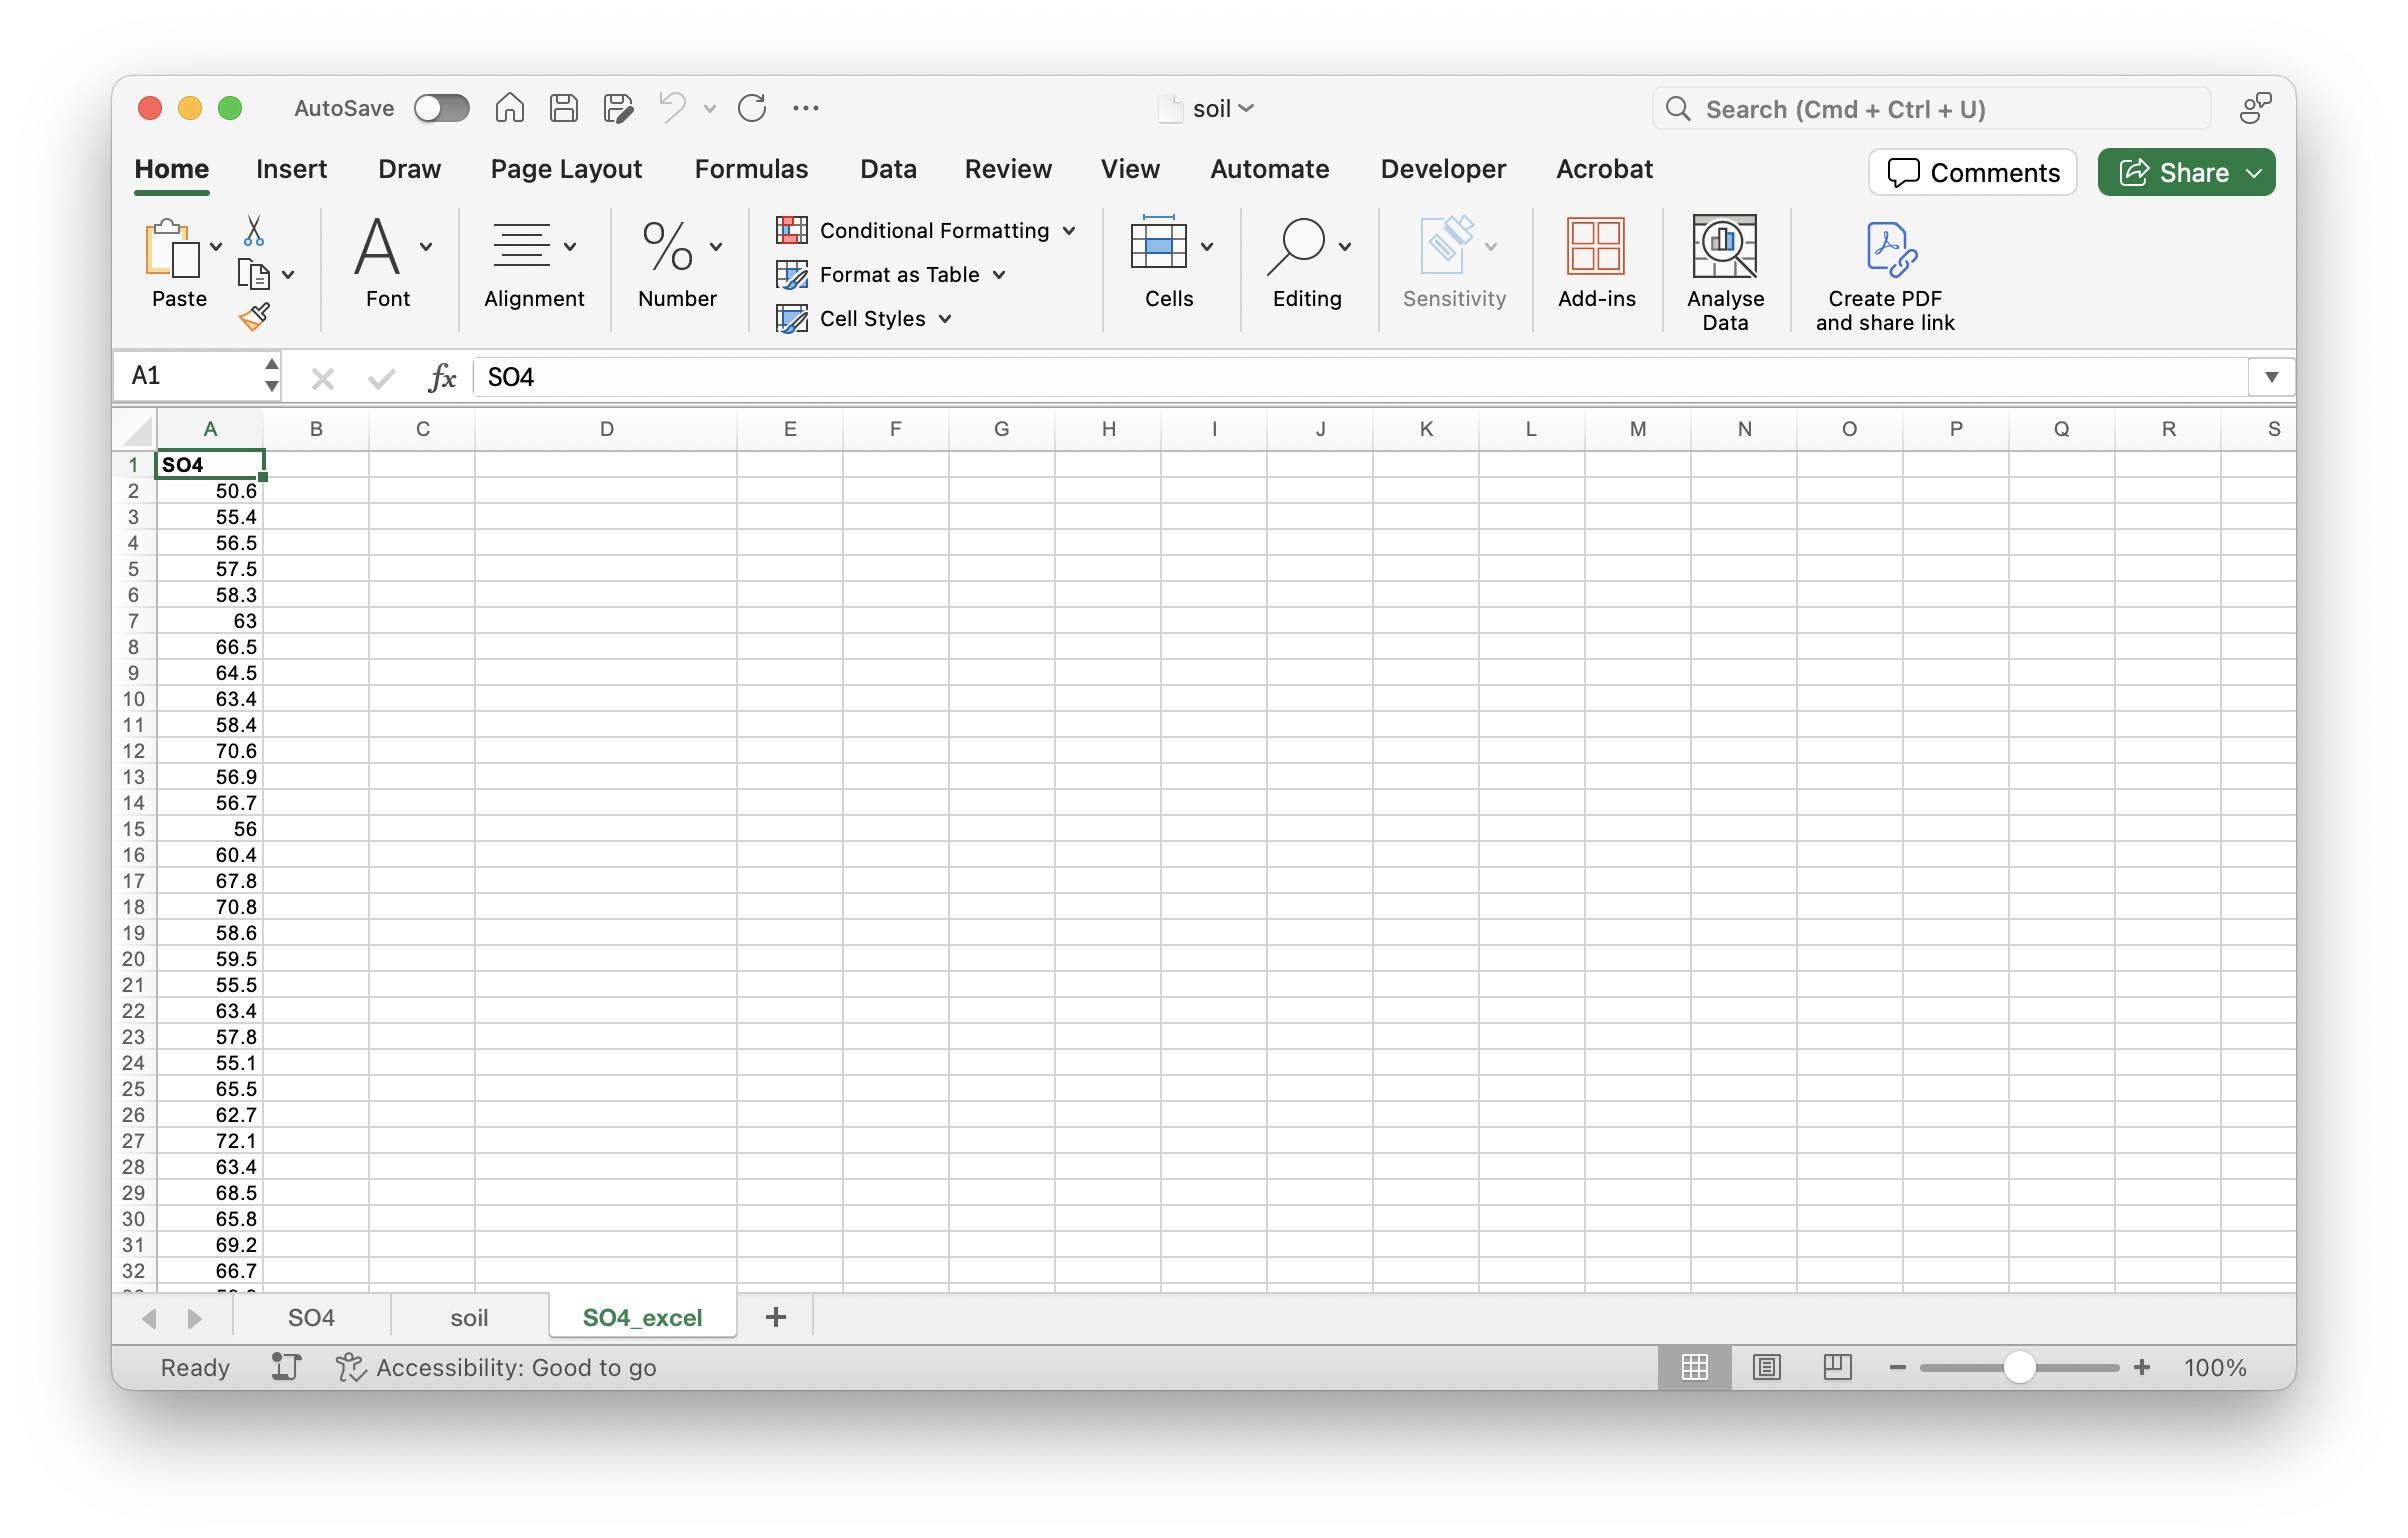 AutoSave
soil
Search (Cmd + Ctrl + U)
Home Insert Draw Page Layout Formulas Data Review View Automate Developer Acrobat
Comments
Share
Paste
Font
Alignment
%
Number
Conditional Formatting
Format as Table
Cell Styles
Cells
Editing
Sensitivity
Add-ins
Analyse
Data
Create PDF
and share link
A1
fx
SO4
A B C D E F G H I J K L M N O P Q R S
1 SO4
2 50.6
3 55.4
4 56.5
5 57.5
6 58.3
7 63
8 66.5
9 64.5
10 63.4
11 58.4
12 70.6
13 56.9
14 56.7
15 56
16 60.4
17 67.8
18 70.8
19 58.6
20 59.5
21 55.5
22 63.4
23 57.8
24 55.1
25 65.5
26 62.7
27 72.1
28 63.4
29 68.5
30 65.8
31 69.2
32 66.7
SO4 soil SO4_excel +
Ready
Accessibility: Good to go
100%